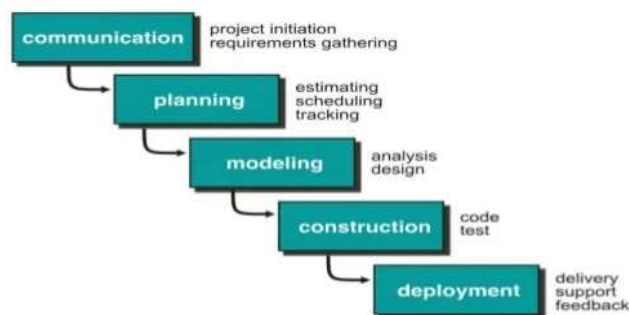 communication
project initiation
requirements gathering
planning
estimating
scheduling
tracking
modeling
analysis
design
construction
code
test
deployment
delivery
support
feedback